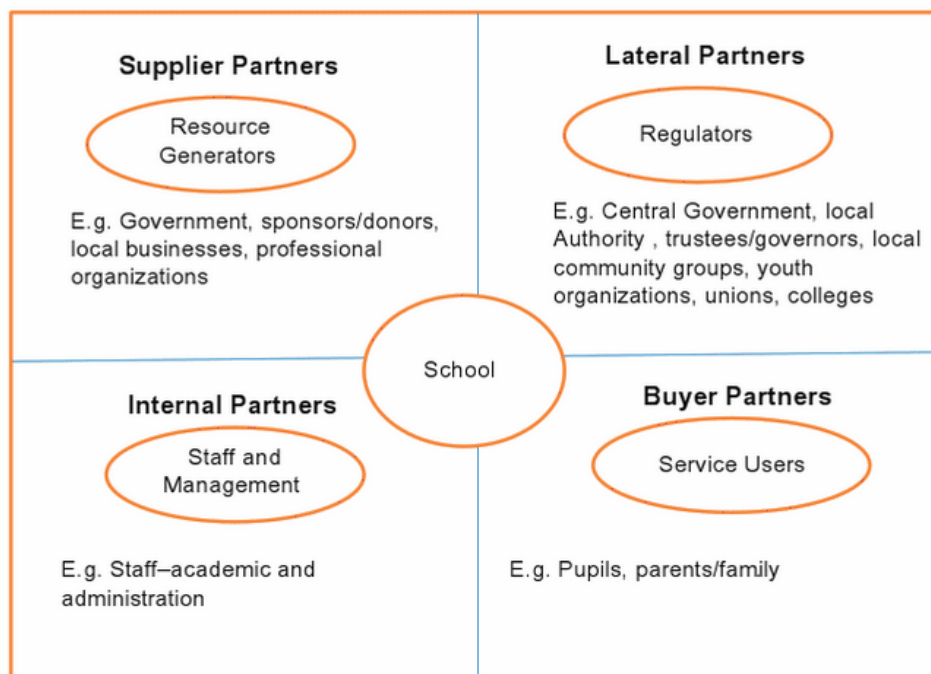 Supplier Partners
Resource
Generators
E.g. Government, sponsors/donors,
local businesses, professional
organizations
Lateral Partners
Regulators
E.g. Central Government, local
Authority , trustees/governors, local
community groups, youth
organizations, unions, colleges
School
Internal Partners
Staff and
Management
E.g. Staff–academic and
administration
Buyer Partners
Service Users
E.g. Pupils, parents/family